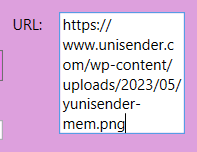 URL:
https://
www.unisender.c
om/wp-content/
uploads/2023/05/
yunisender-
mem.png